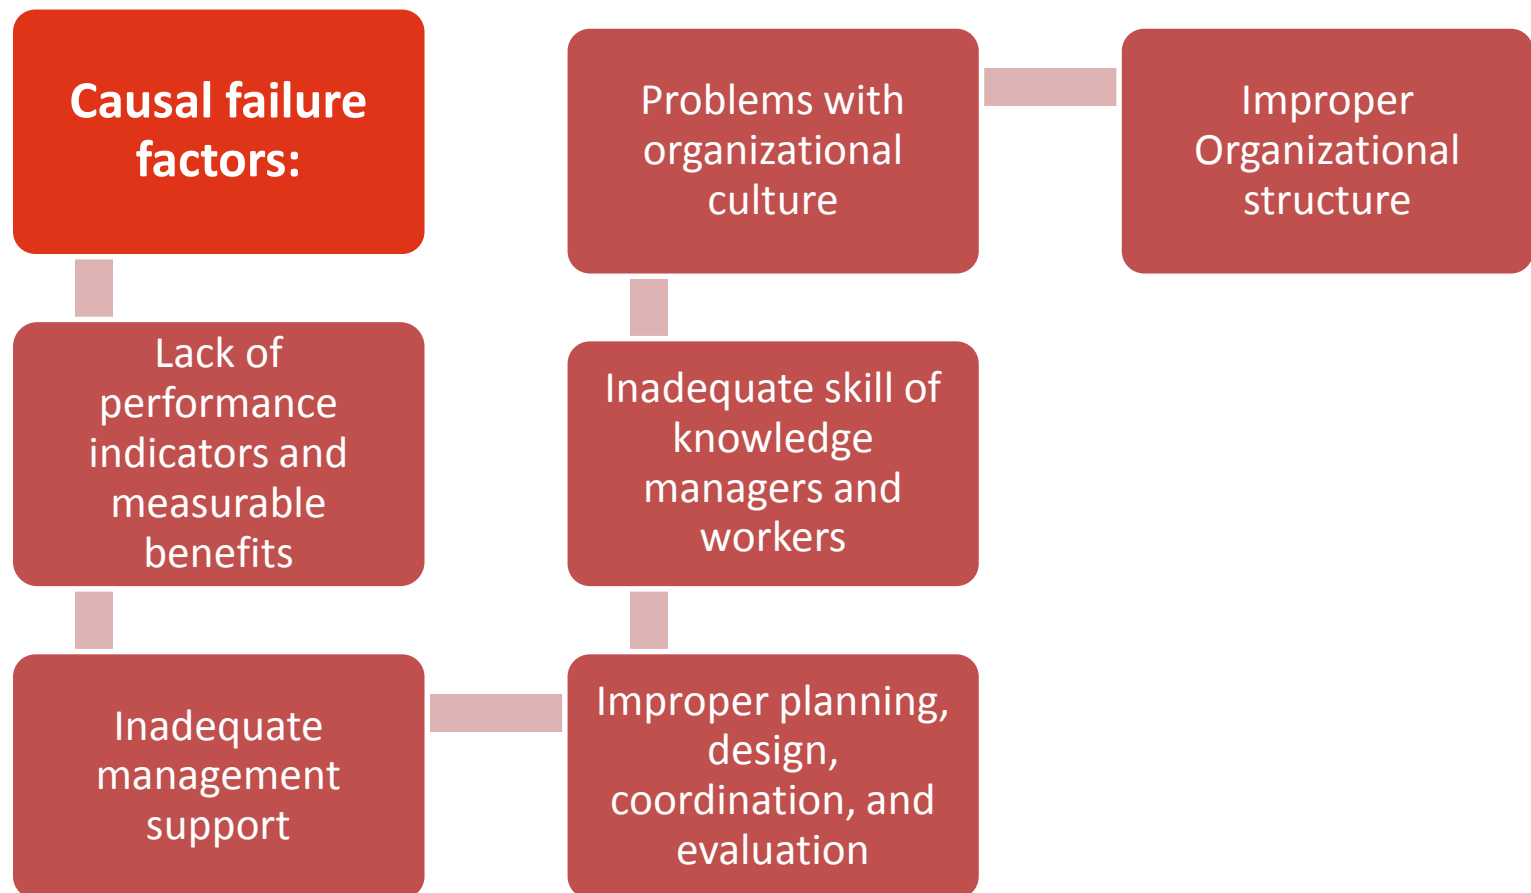 Causal failure
factors:
Lack of
performance
indicators and
measurable
benefits
Inadequate
management
support
Improper planning,
design,
coordination, and
evaluation
Inadequate skill of
knowledge
managers and
workers
Problems with
organizational
culture
Improper
Organizational
structure